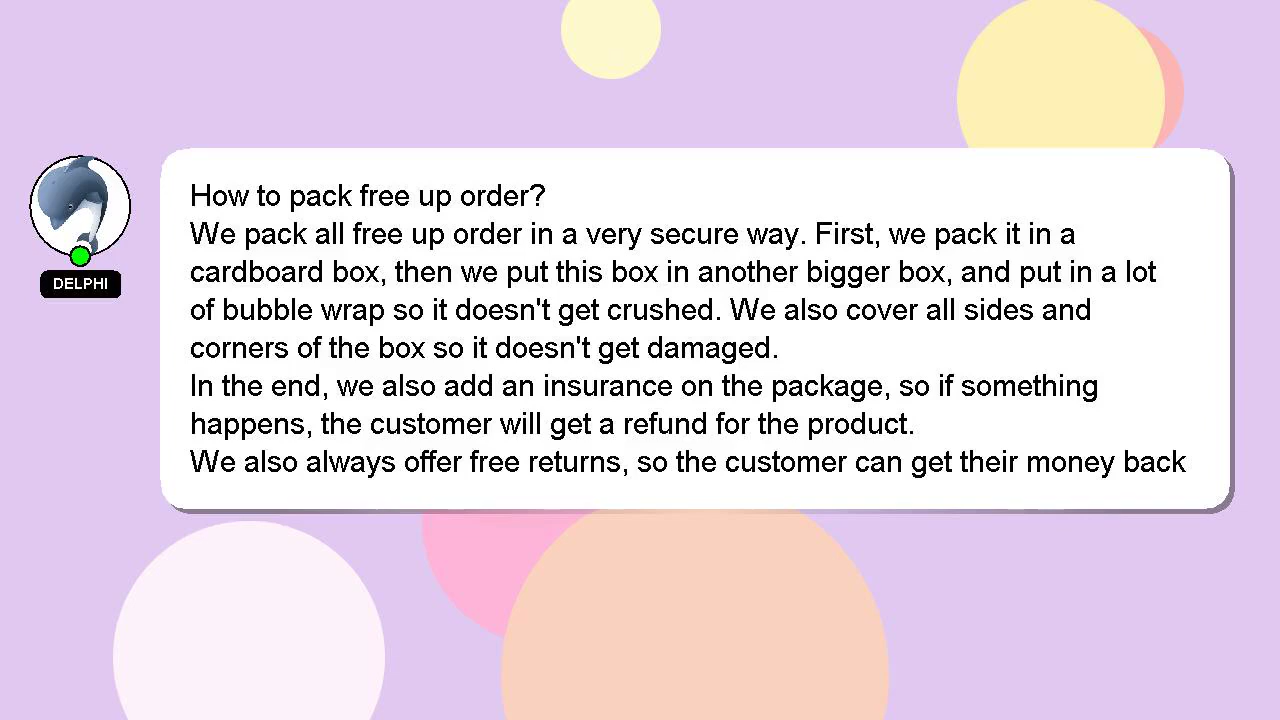 How to pack free up order?
We pack all free up order in a very secure way. First, we pack it in a
cardboard box, then we put this box in another bigger box, and put in a lot
of bubble wrap so it doesn't get crushed. We also cover all sides and
corners of the box so it doesn't get damaged.
In the end, we also add an insurance on the package, so if something
happens, the customer will get a refund for the product.
We also always offer free returns, so the customer can get their money back
DELPHI